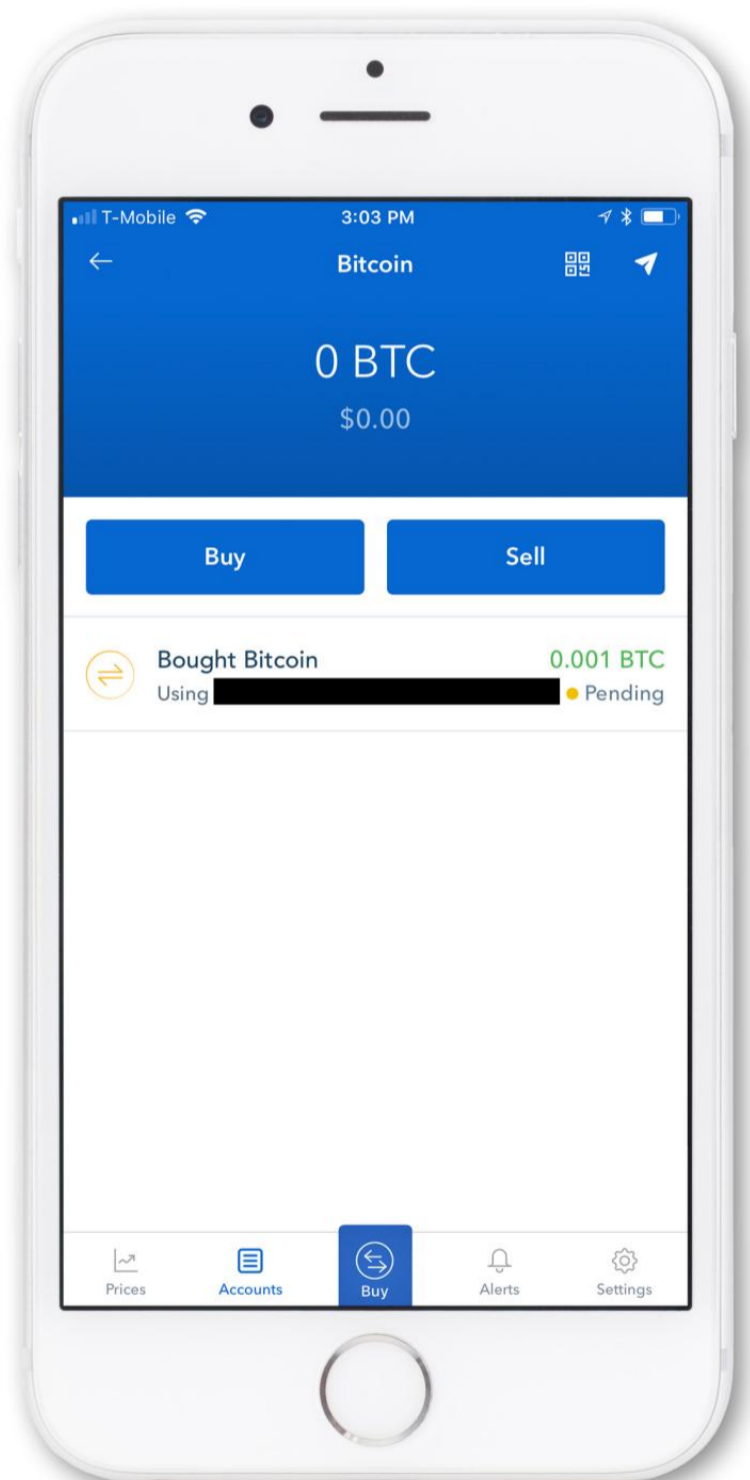 T-Mobile 3:03 PM
Bitcoin
0 BTC
$0.00
Buy Sell
Bought Bitcoin 0.001 BTC
Using Pending
Prices Accounts Buy Alerts Settings